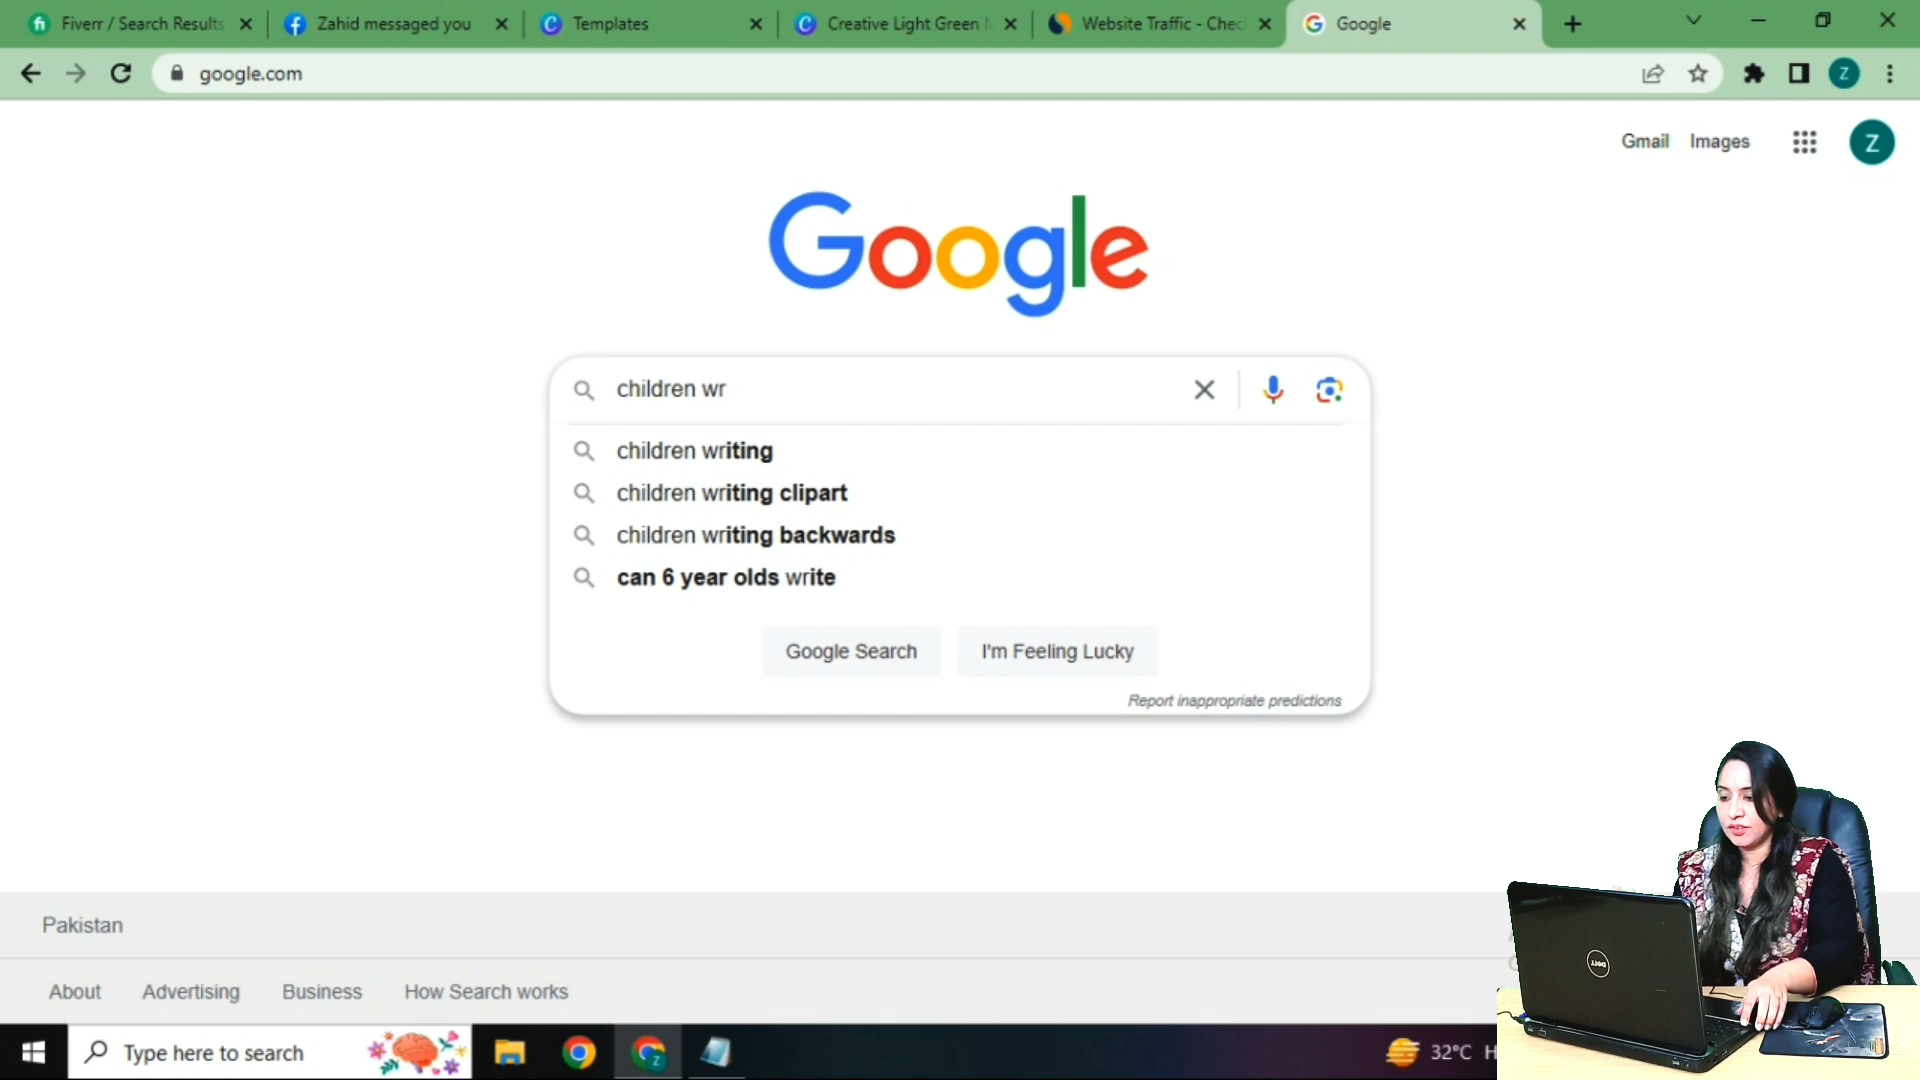 Fiverr / Search Results
Zahid messaged you
Templates
Creative Light Green
Website Traffic - Chec
Google
google.com
Z
Gmail
Images
Z
Google
children wr
children writing
children writing clipart
children writing backwards
can 6 year olds write
Google Search
I'm Feeling Lucky
Report inappropriate predictions
Pakistan
About
Advertising
Business
How Search works
Type here to search
32°C
DELL